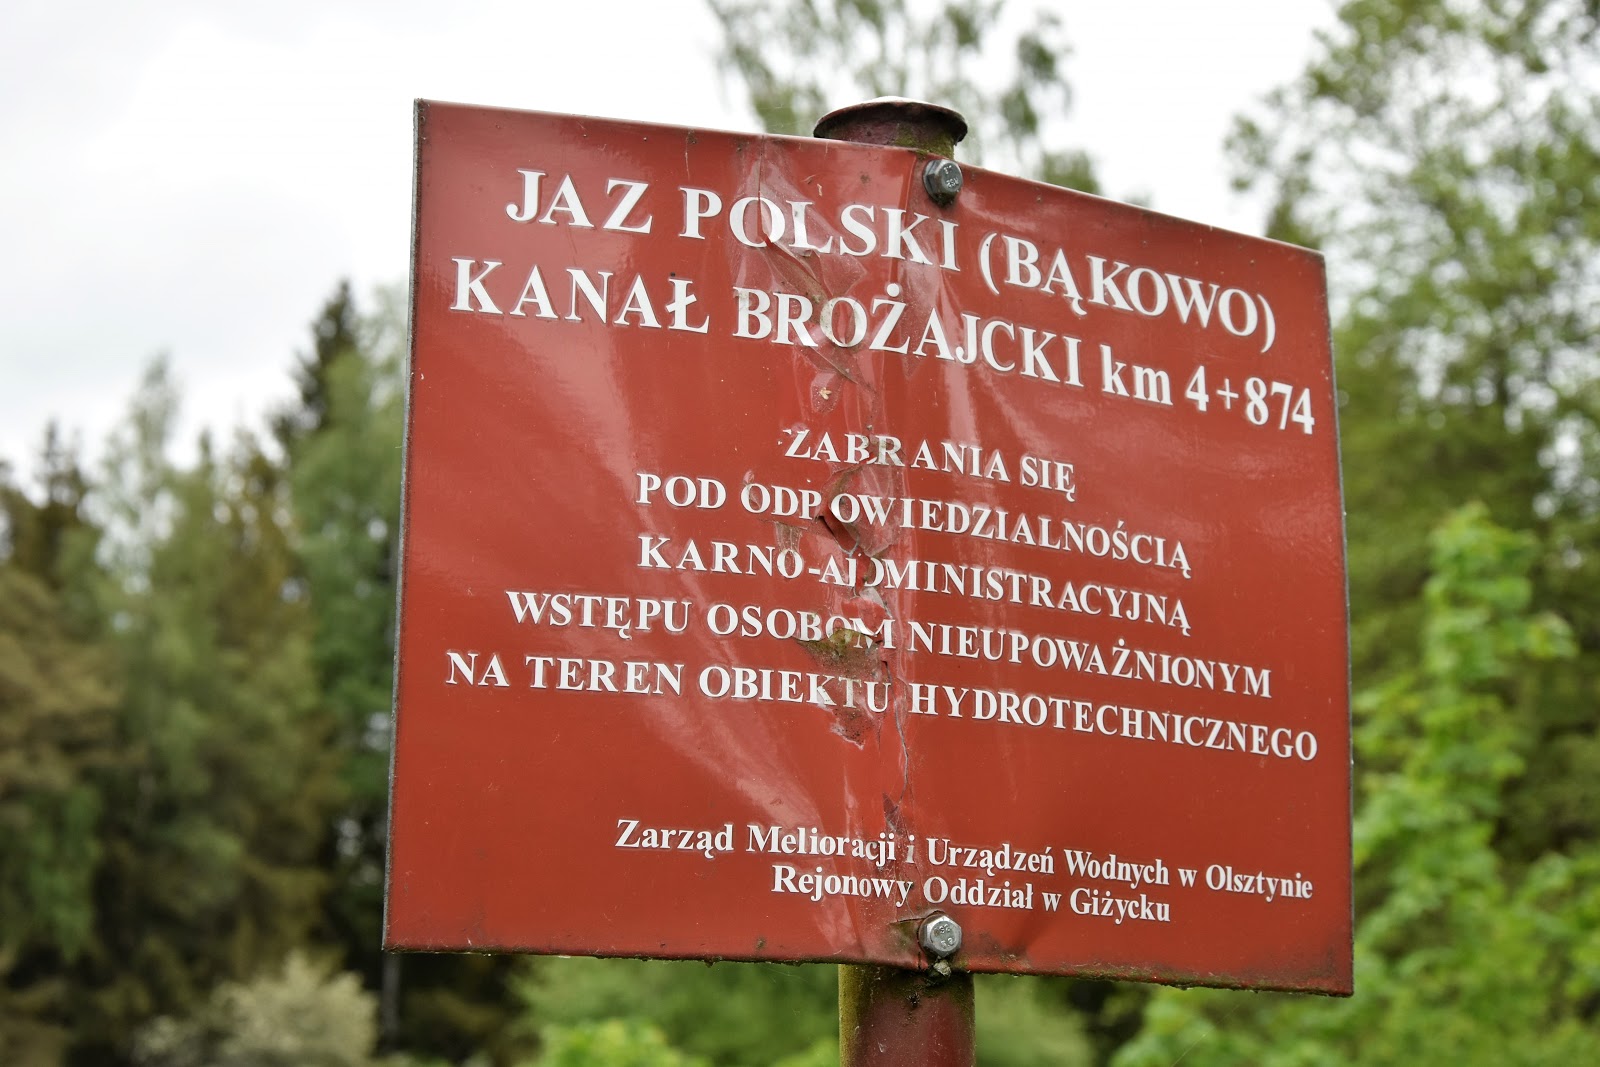 JAZ POLSKI (BĄKOWO)
KANAŁ BROŻAJCKI km 4+874
ZABRANIA SIĘ
POD ODPOWIEDZIALNOŚCIĄ
KARNO-ADMINISTRACYJNĄ
WSTĘPU OSOBOM NIEUPOWAŻNIONYM
NA TEREN OBIEKTU HYDROTECHNICZNEGO
Zarząd Melioracji i Urządzeń Wodnych w Olsztynie
Rejonowy Oddział w Giżycku